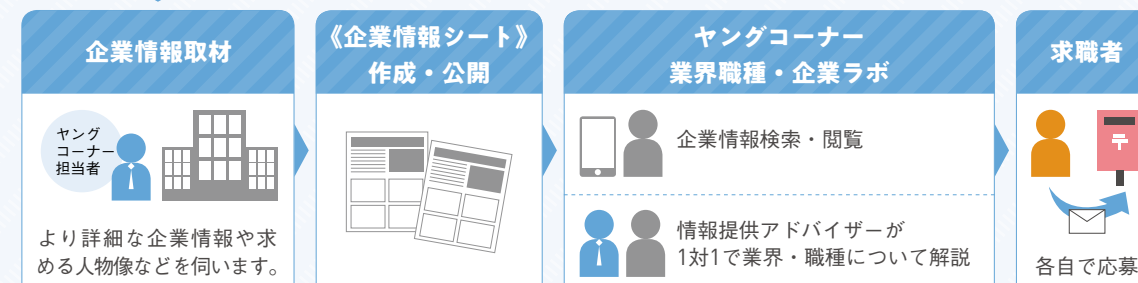 企業情報取材
ヤング
コーナー
担当者
より詳細な企業情報や求
める人物像などを伺います。
《企業情報シート》
作成・公開
ヤングコーナー
業界職種・企業ラボ
企業情報検索・閲覧
情報提供アドバイザーが
1対1で業界・職種について解説
求職者
各自で応募